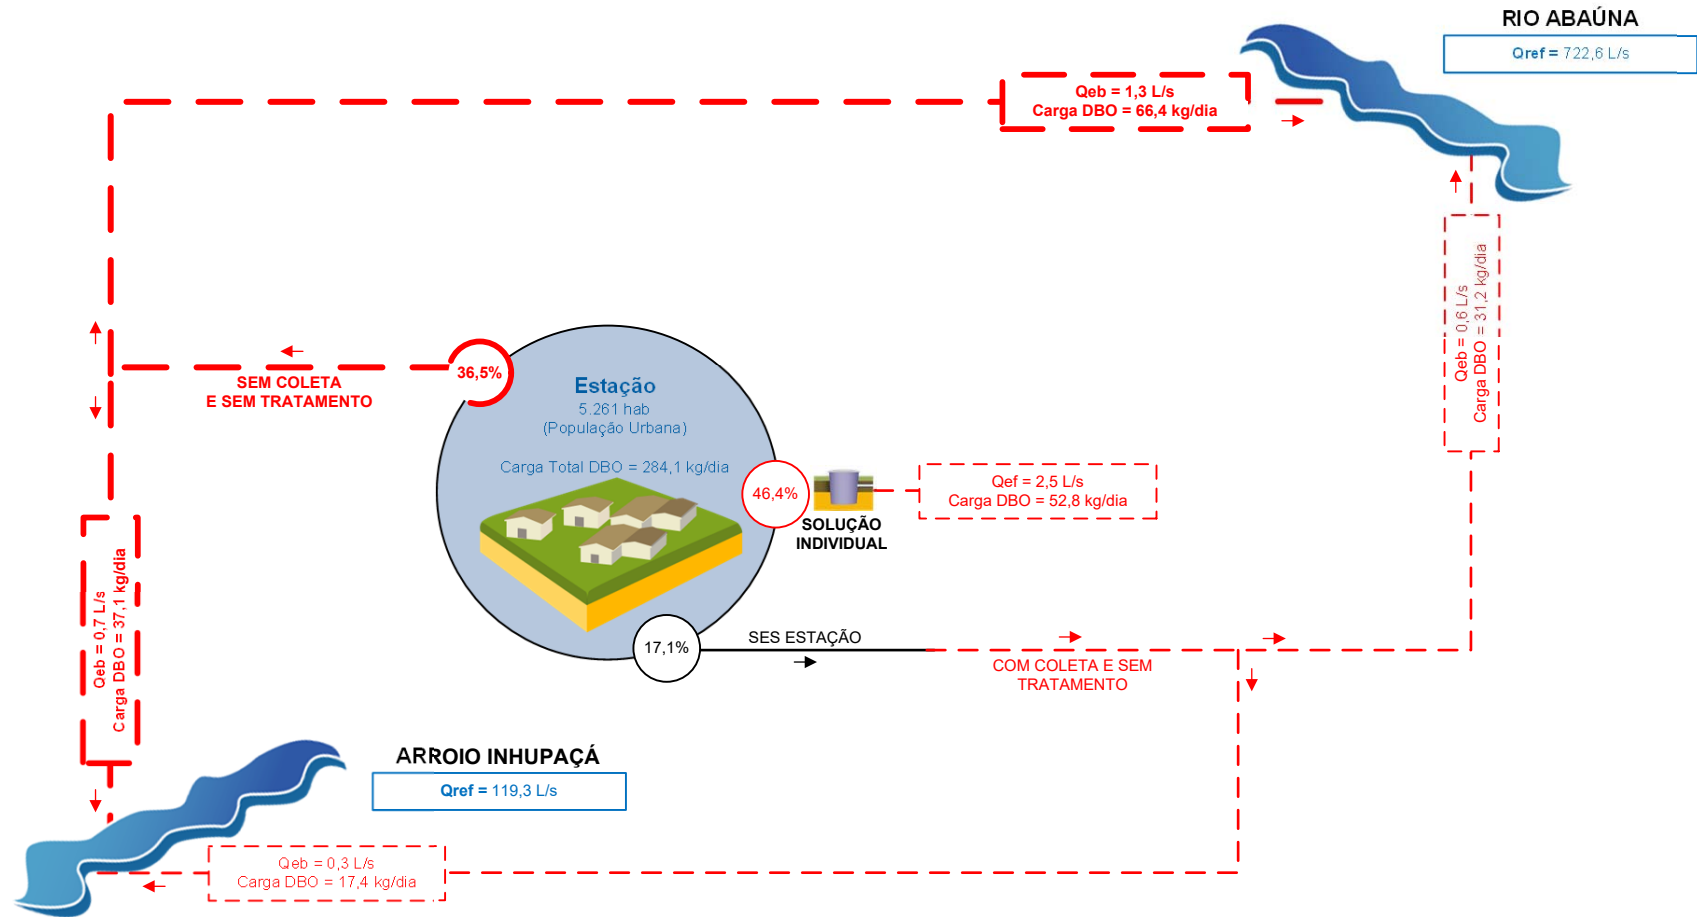 RIO ABAÚNA
Qref = 722,6 L/s
Qeb = 1,3 L/s
Carga DBO = 66,4 kg/dia
Qeb = 0,6 L/s
Carga DBO = 31,2 kg/dia
36,5%
SEM COLETA
E SEM TRATAMENTO
Estação
5.261 hab
(População Urbana)
Carga Total DBO = 284,1 kg/dia
46,4%
SOLUÇÃO
INDIVIDUAL
Qef = 2,5 L/s
Carga DBO = 52,8 kg/dia
17,1%
SES ESTAÇÃO
COM COLETA E SEM
TRATAMENTO
Qeb = 0,7 L/s
Carga DBO = 37,1 kg/dia
ARROIO INHUPAÇÁ
Qref = 119,3 L/s
Qeb = 0,3 L/s
Carga DBO = 17,4 kg/dia